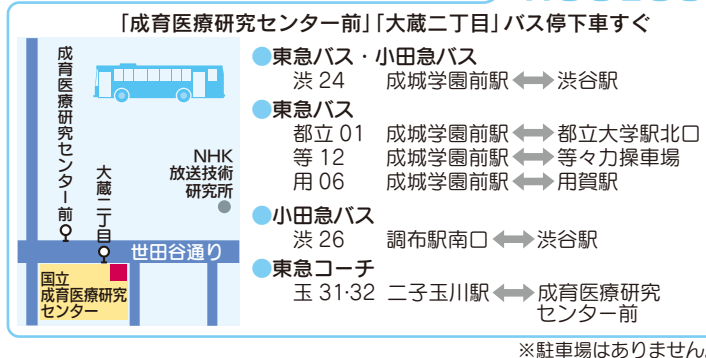 「成育医療研究センター前」「大蔵二丁目」バス停下車すぐ
成育医療研究センター前
大蔵二丁目
NHK
放送技術
研究所
世田谷通り
国立
成育医療研究
センター
東急バス・小田急バス
渋 24 成城学園前駅 ⟷ 渋谷駅
東急バス
都立 01 成城学園前駅 ⟷ 都立大学駅北口
等 12 成城学園前駅 ⟷ 等々力操車場
用 06 成城学園前駅 ⟷ 用賀駅
小田急バス
渋 26 調布駅南口 ⟷ 渋谷駅
東急コーチ
玉 31・32 二子玉川駅 ⟷ 成育医療研究
センター前
※駐車場はありません。